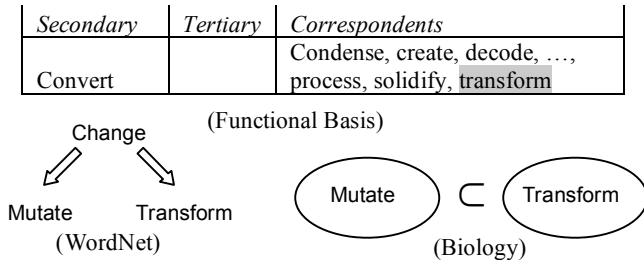 Secondary Tertiary Correspondents
Condense, create, decode, …,
Convert process, solidify, transform
(Functional Basis)
Change
Mutate Transform
(WordNet)
Mutate ⊂ Transform
(Biology)